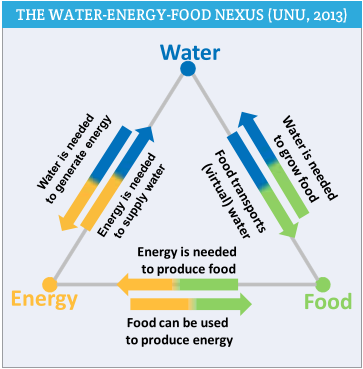 THE WATER-ENERGY-FOOD NEXUS (UNU, 2013)
Water
Water is needed
to generate energy
Energy is needed
to supply water
Food transports
(virtual) water
Water is needed
to grow food
Energy is needed
to produce food
Energy
Food
Food can be used
to produce energy